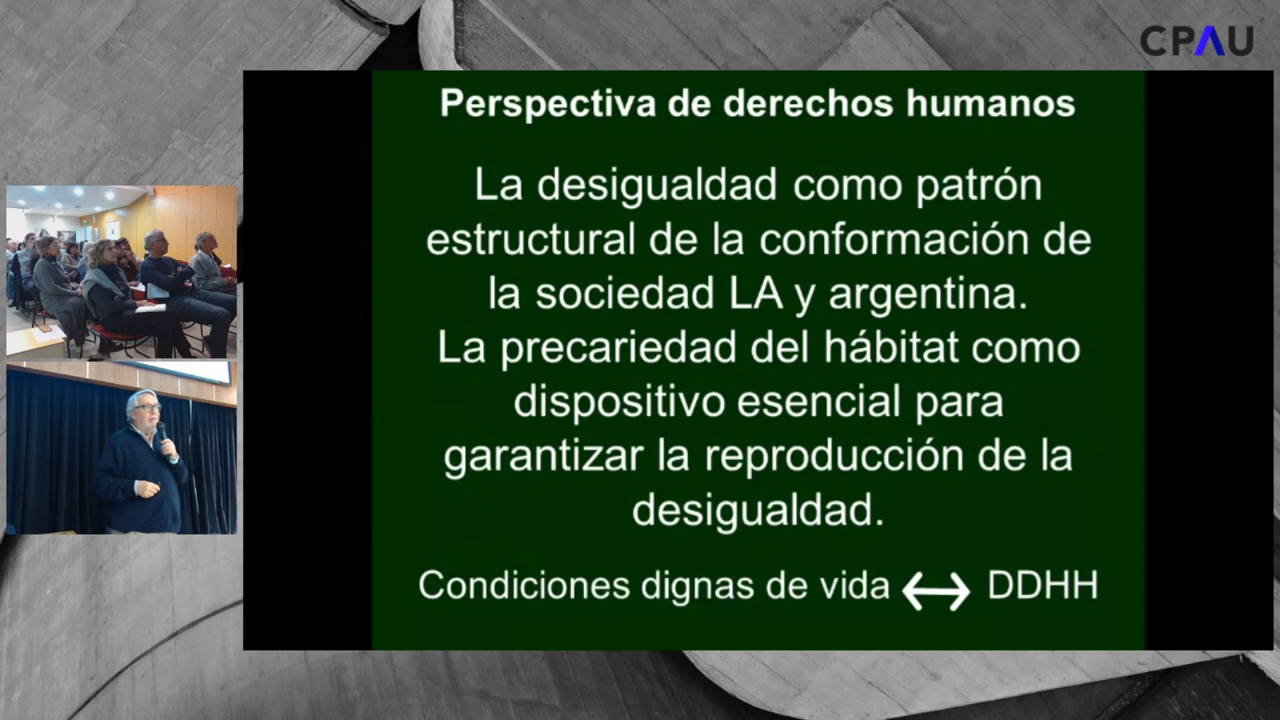 CPAU
Perspectiva de derechos humanos
La desigualdad como patrón
estructural de la conformación de
la sociedad LA y argentina.
La precariedad del hábitat como
dispositivo esencial para
garantizar la reproducción de la
desigualdad.
Condiciones dignas de vida ↔ DDHH